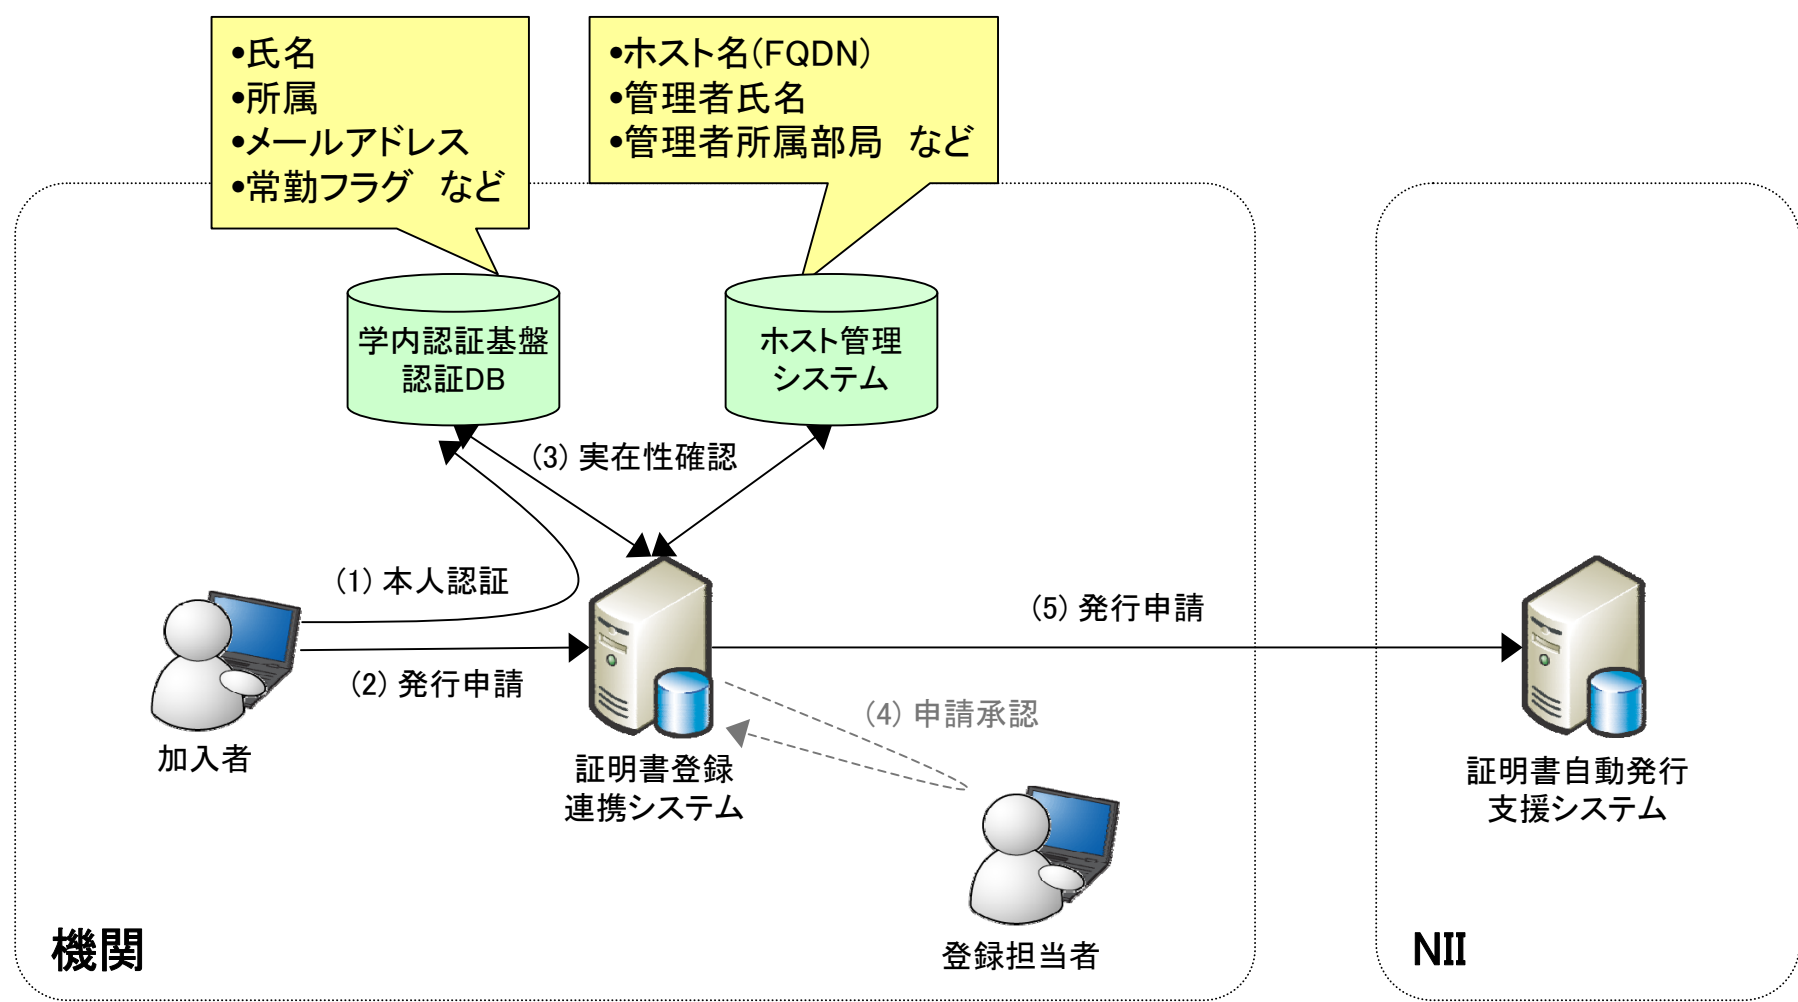 •氏名
•所属
•メールアドレス
•常勤フラグ　など
•ホスト名(FQDN)
•管理者氏名
•管理者所属部局　など
学内認証基盤
認証DB
ホスト管理
システム
(3) 実在性確認
(1) 本人認証
(2) 発行申請
(5) 発行申請
(4) 申請承認
加入者
証明書登録
連携システム
証明書自動発行
支援システム
登録担当者
機関
NII